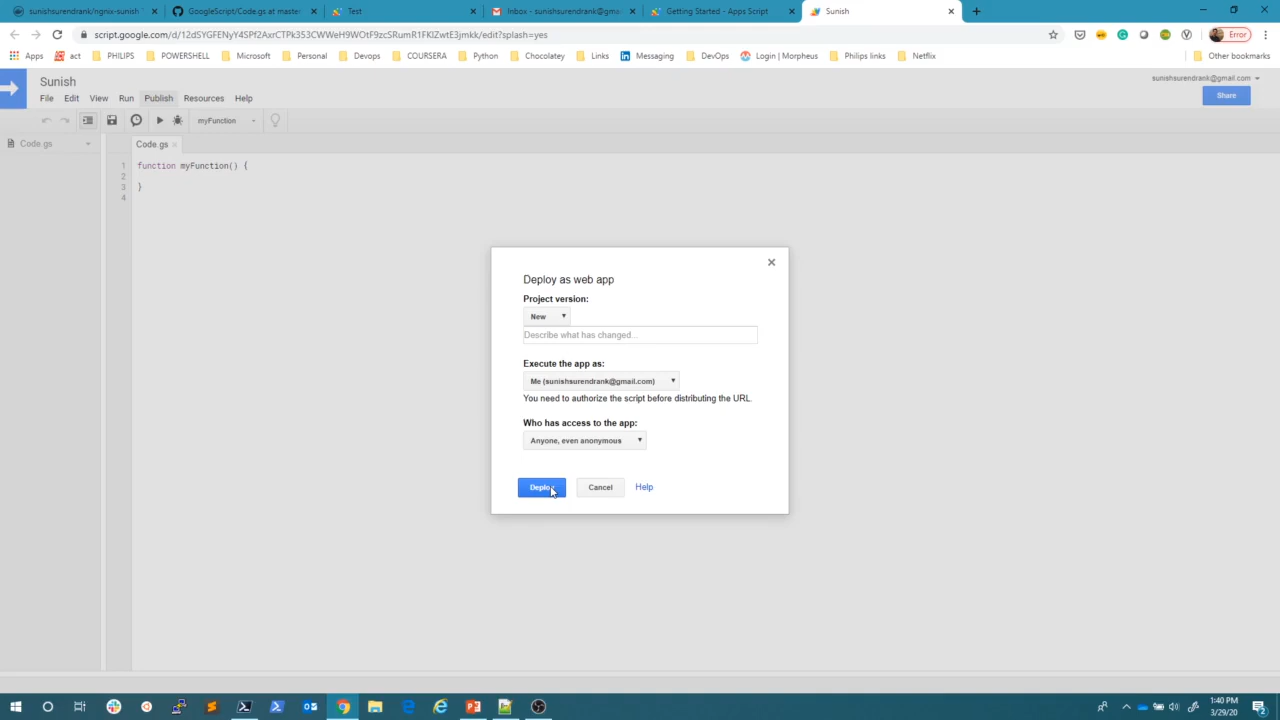 sunishsurendrank/ngnix-sunish
GoogleScript/Code.gs at master
Test
Inbox - sunishsurendrank@gmo
Getting Started - Apps Script
Sunish
script.google.com/d/12dSYGFENyY4SPf2AxrCTPk353CWWeH9WOtF9zcSRumR1FKIZwtE3jmkk/edit?splash=yes
Error
Apps
act
PHILIPS
POWERSHELL
Microsoft
Personal
Devops
COURSERA
Python
Chocolatey
Links
Messaging
DevOps
Login | Morpheus
Philips links
Netflix
Other bookmarks
Sunish
sunishsurendrank@gmail.com
File Edit View Run Publish Resources Help
Share
myFunction
Code.gs
Code.gs
1 function myFunction() {
2
3 }
4
Deploy as web app
Project version:
New
Describe what has changed...
Execute the app as:
Me (sunishsurendrank@gmail.com)
You need to authorize the script before distributing the URL.
Who has access to the app:
Anyone, even anonymous
Deploy
Cancel
Help
1:40 PM
3/29/20
2